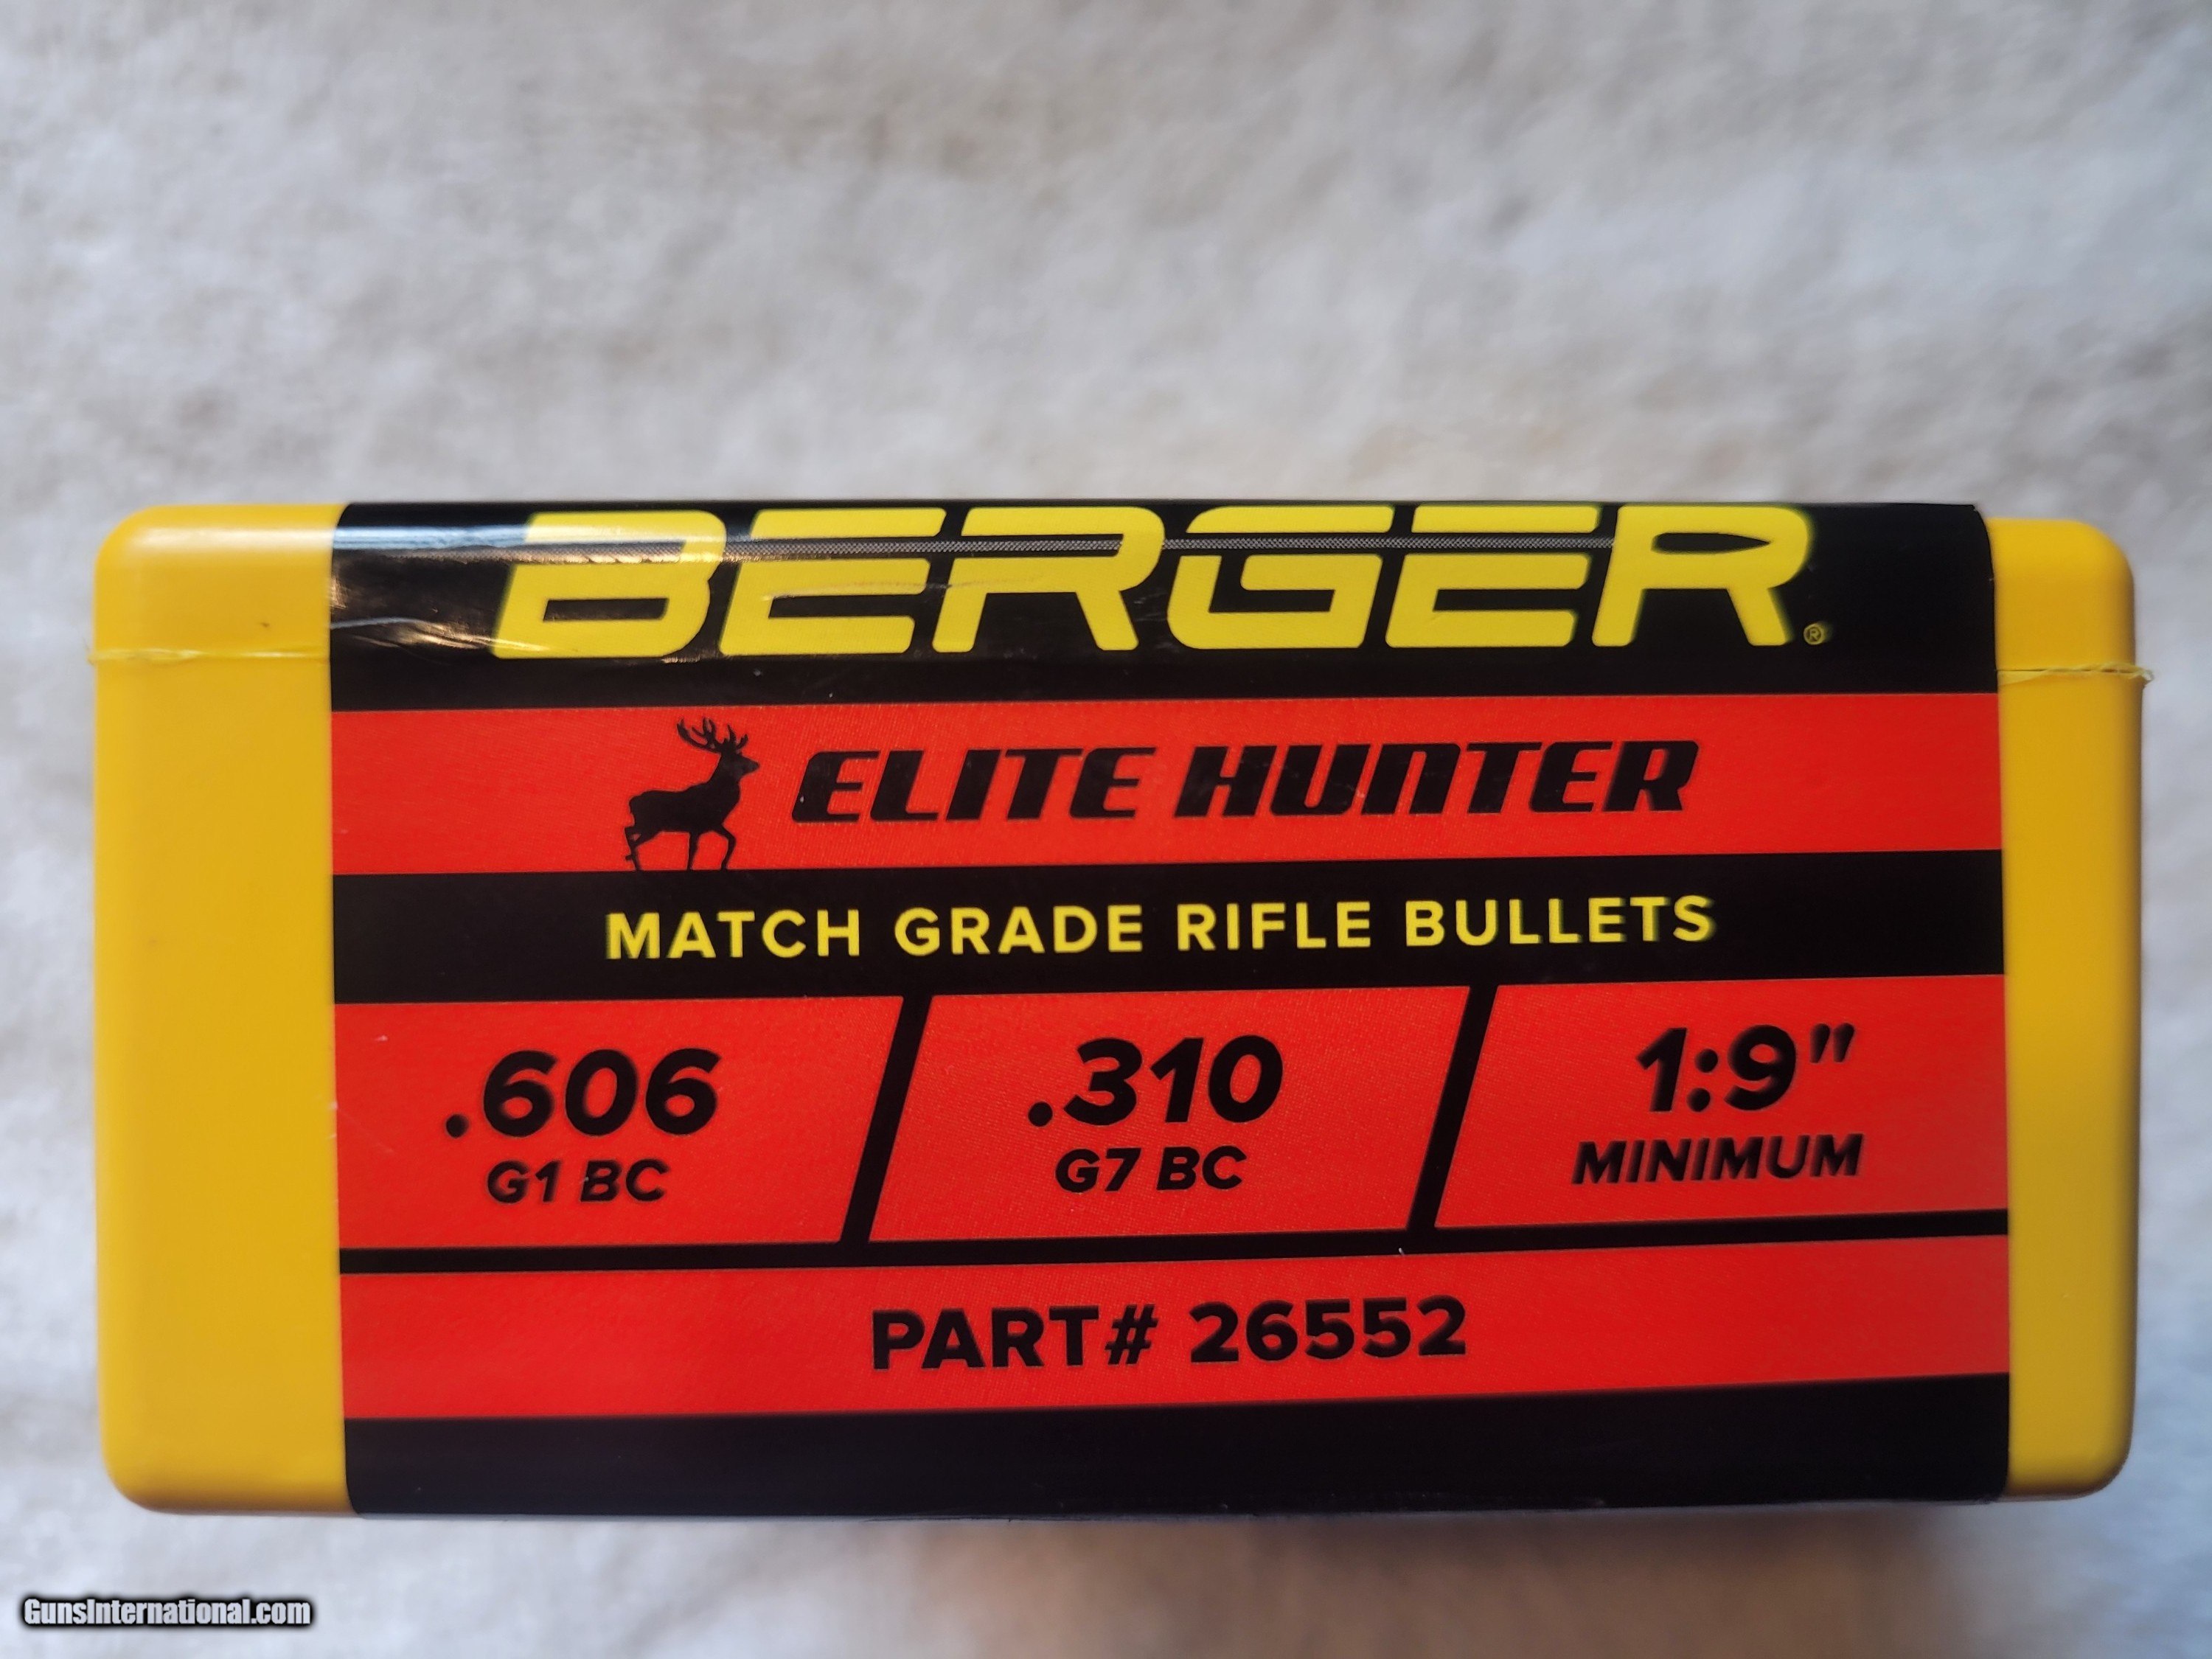 BERGER®
ELITE HUNTER
MATCH GRADE RIFLE BULLETS
.606
G1 BC
.310
G7 BC
1:9"
MINIMUM
PART# 26552
GunsInternational.com